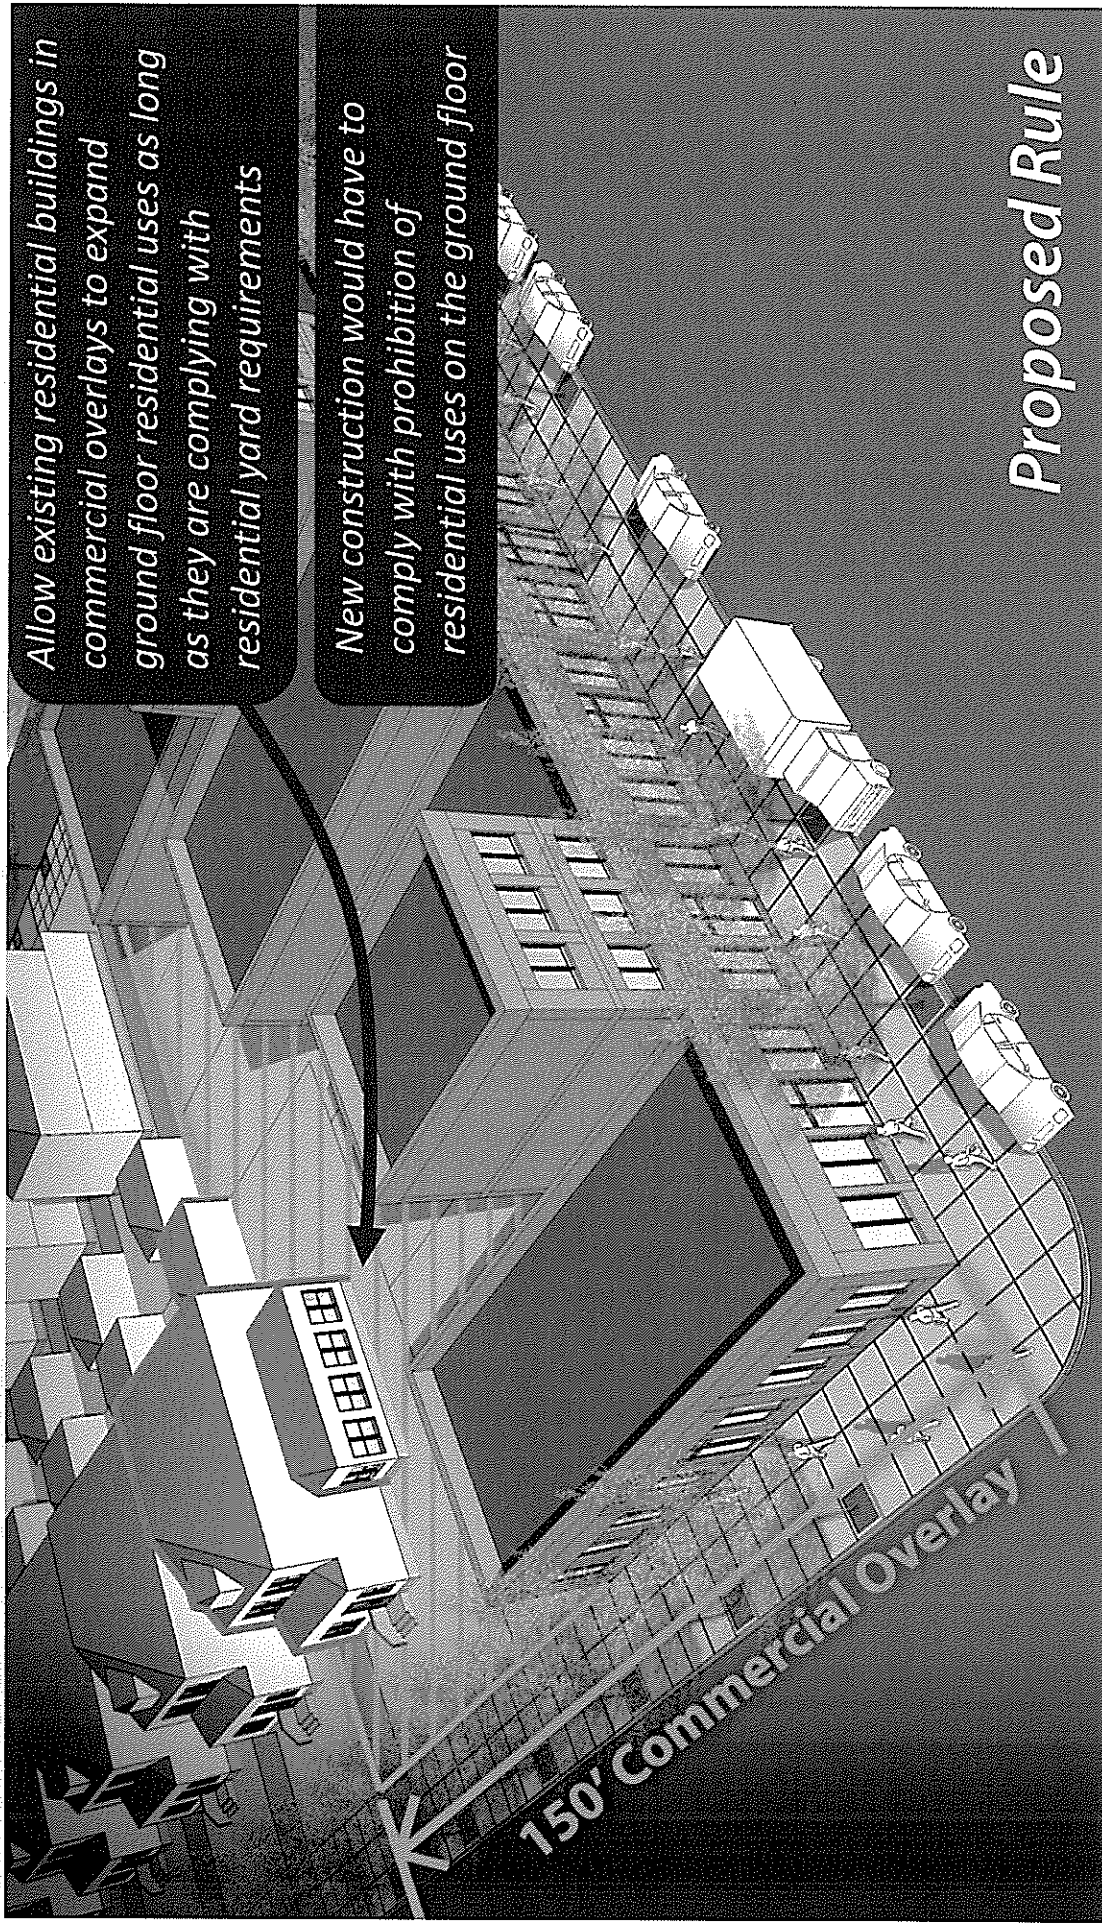 Allow existing residential buildings in
commercial overlays to expand
ground floor residential uses as long
as they are complying with
residential yard requirements
New construction would have to
comply with prohibition of
residential uses on the ground floor
150' Commercial Overlay
Proposed Rule